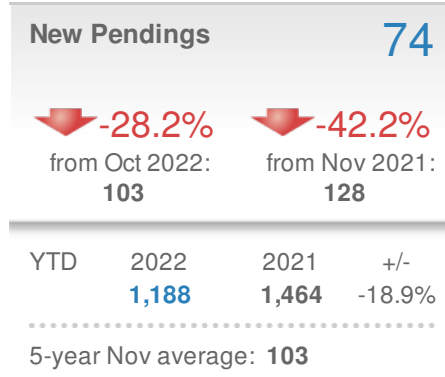 New Pendings 74
-28.2% -42.2%
from Oct 2022: from Nov 2021:
103 128
YTD 2022 2021 +/-
1,188 1,464 -18.9%
5-year Nov average: 103